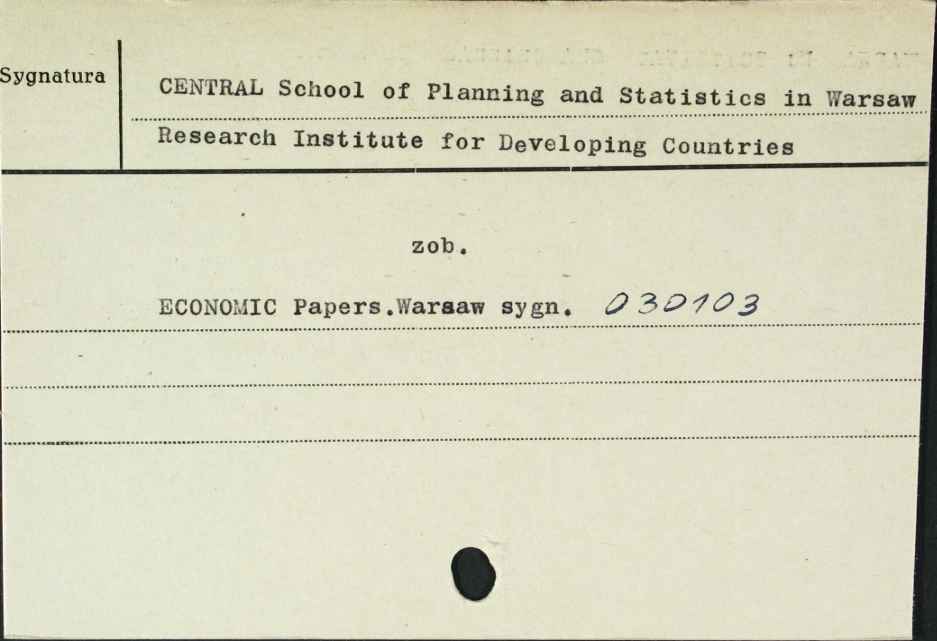 Sygnatura
CENTRAL School of Planning and Statistics in Warsaw
Research Institute for Developing Countries
zob.
ECONOMIC Papers.Warsaw sygn. 030103